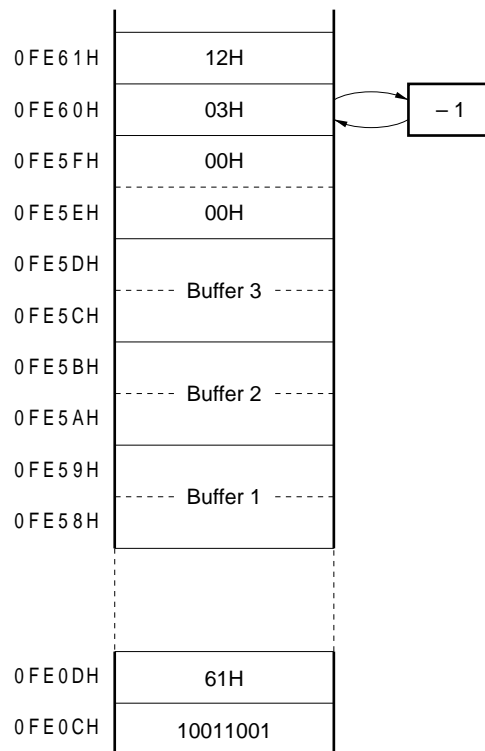 0FE61H 12H
0FE60H 03H – 1
0FE5FH 00H
0FE5EH 00H
0FE5DH
Buffer 3
0FE5CH
0FE5BH
Buffer 2
0FE5AH
0FE59H
Buffer 1
0FE58H
0FE0DH 61H
0FE0CH 10011001